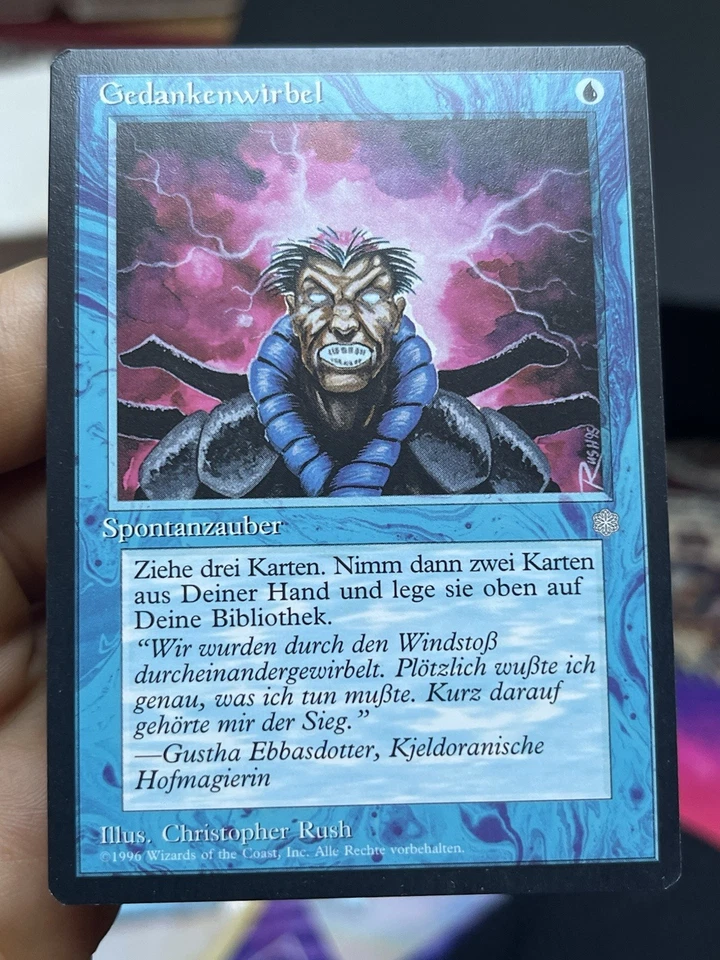 Gedankenwirbel
Rush95
Spontanzauber
Ziehe drei Karten. Nimm dann zwei Karten
aus Deiner Hand und lege sie oben auf
Deine Bibliothek.
“Wir wurden durch den Windstoß
durcheinandergewirbelt. Plötzlich wußte ich
genau, was ich tun mußte. Kurz darauf
gehörte mir der Sieg.”
—Gustha Ebbasdotter, Kjeldoranische
Hofmagierin
Illus. Christopher Rush
©1996 Wizards of the Coast, Inc. Alle Rechte vorbehalten.